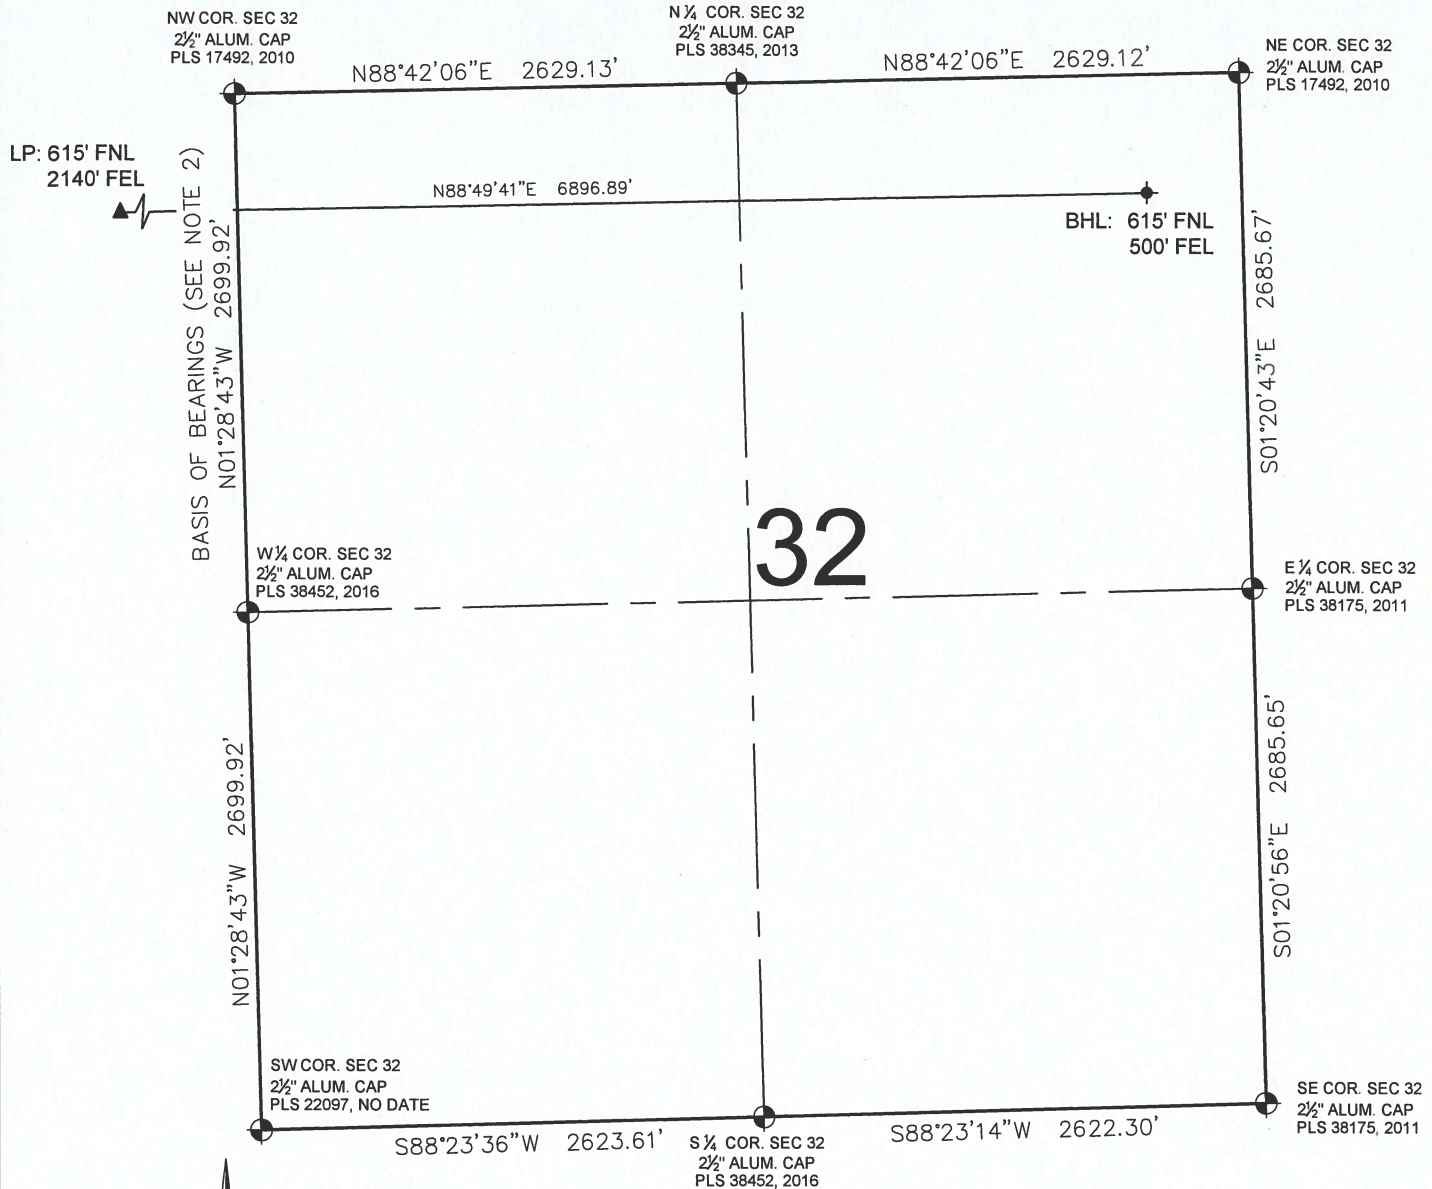 NW COR. SEC 32
2½" ALUM. CAP
PLS 17492, 2010
N ¼ COR. SEC 32
2½" ALUM. CAP
PLS 38345, 2013
NE COR. SEC 32
2½" ALUM. CAP
PLS 17492, 2010
N88°42'06"E 2629.13'
N88°42'06"E 2629.12'
LP: 615' FNL
2140' FEL
N88°49'41"E 6896.89'
BHL: 615' FNL
500' FEL
BASIS OF BEARINGS (SEE NOTE 2)
N01°28'43"W 2699.92'
S01°20'43"E 2685.67'
32
W ¼ COR. SEC 32
2½" ALUM. CAP
PLS 38452, 2016
E ¼ COR. SEC 32
2½" ALUM. CAP
PLS 38175, 2011
N01°28'43"W 2699.92'
S01°20'56"E 2685.65'
SW COR. SEC 32
2½" ALUM. CAP
PLS 22097, NO DATE
SE COR. SEC 32
2½" ALUM. CAP
PLS 38175, 2011
S88°23'36"W 2623.61'
S88°23'14"W 2622.30'
S ¼ COR. SEC 32
2½" ALUM. CAP
PLS 38452, 2016